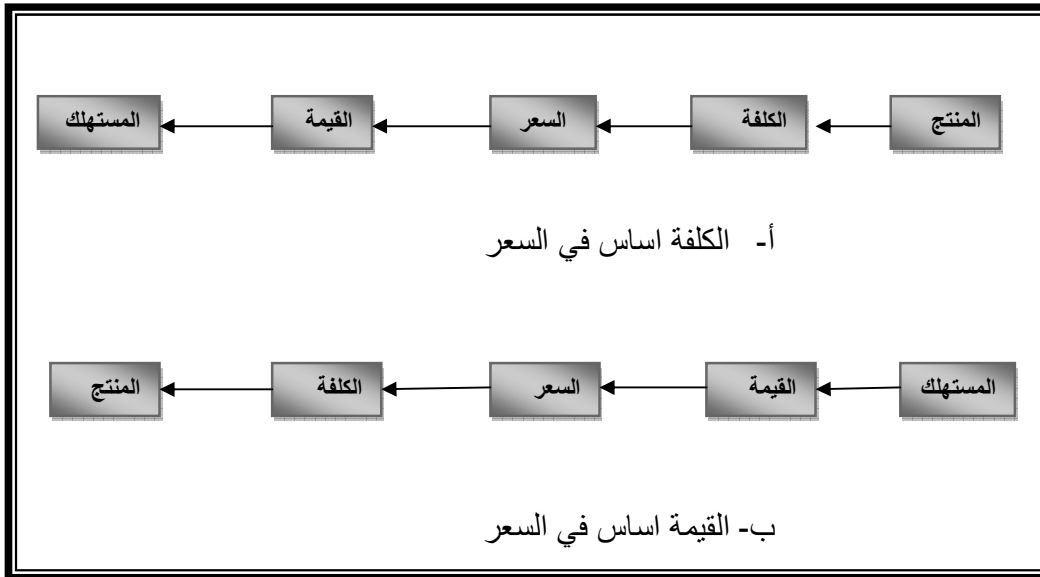 المنتج الكلفة السعر القيمة المستهلك
أ- الكلفة اساس في السعر
المستهلك القيمة السعر الكلفة المنتج
ب- القيمة اساس في السعر